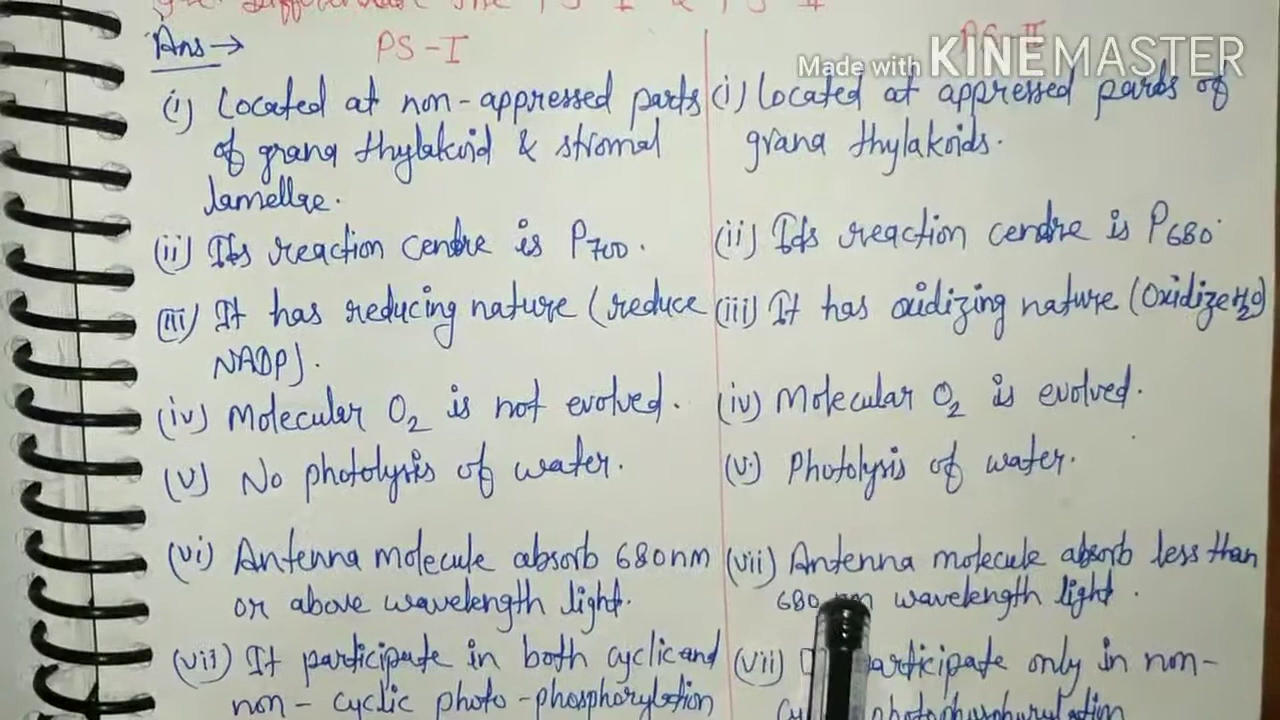 Ans→ PS-I
Made with KINEMASTER
(i) Located at non-appressed parts
of grana thylakoid & stromal
lamellae.
(ii) Its reaction centre is P700.
(iii) It has reducing nature (reduce
NADP).
(iv) Molecular O2 is not evolved.
(v) No photolysis of water.
(vi) Antenna molecule absorb 680nm
or above wavelength light.
(vii) It participate in both cyclic and
non-cyclic photo-phosphorylation
(i) Located at appressed parts of
grana thylakoids.
(ii) Its reaction centre is P680.
(iii) It has oxidizing nature (Oxidize H2O)
(iv) Molecular O2 is evolved.
(v.) Photolysis of water.
(vii) Antenna molecule absorb less than
680 nm wavelength light.
(vii) participate only in non-
photophosphorylation